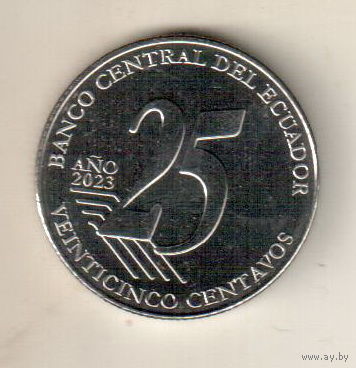 BANCO CENTRAL DEL ECUADOR
25
AÑO
2023
VEINTICINCO CENTAVOS
www.ay.by